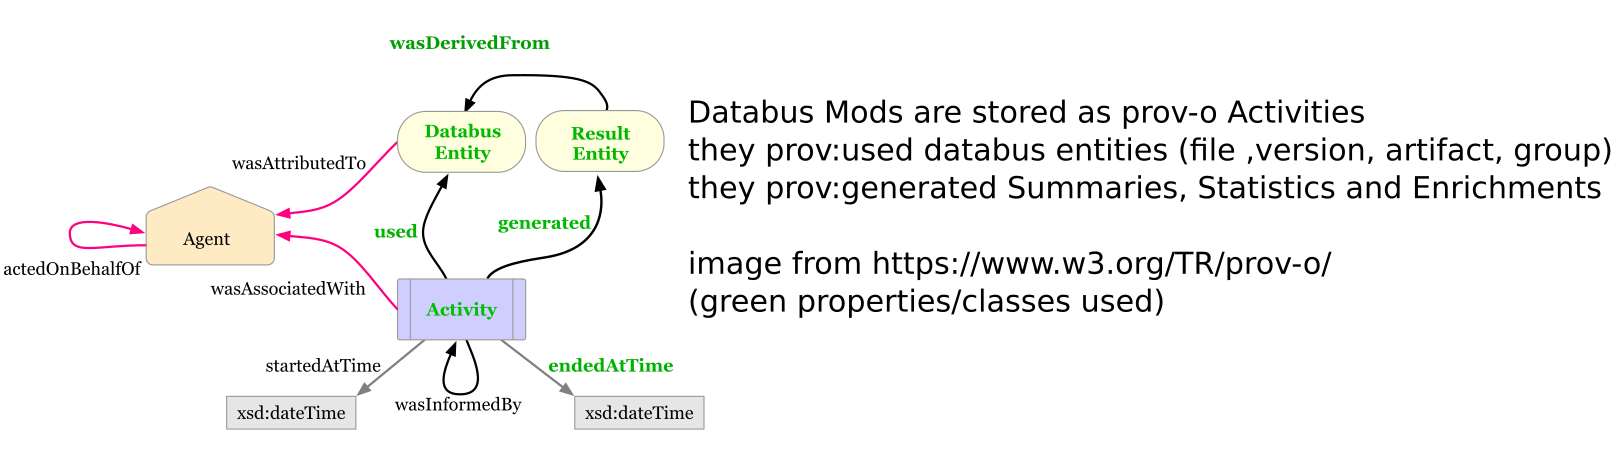 wasDerivedFrom
Databus
Entity
Result
Entity
wasAttributedTo
Agent
actedOnBehalfOf
used
generated
wasAssociatedWith
Activity
startedAtTime
endedAtTime
wasInformedBy
xsd:dateTime
xsd:dateTime
Databus Mods are stored as prov-o Activities
they prov:used databus entities (file ,version, artifact, group)
they prov:generated Summaries, Statistics and Enrichments
image from https://www.w3.org/TR/prov-o/
(green properties/classes used)